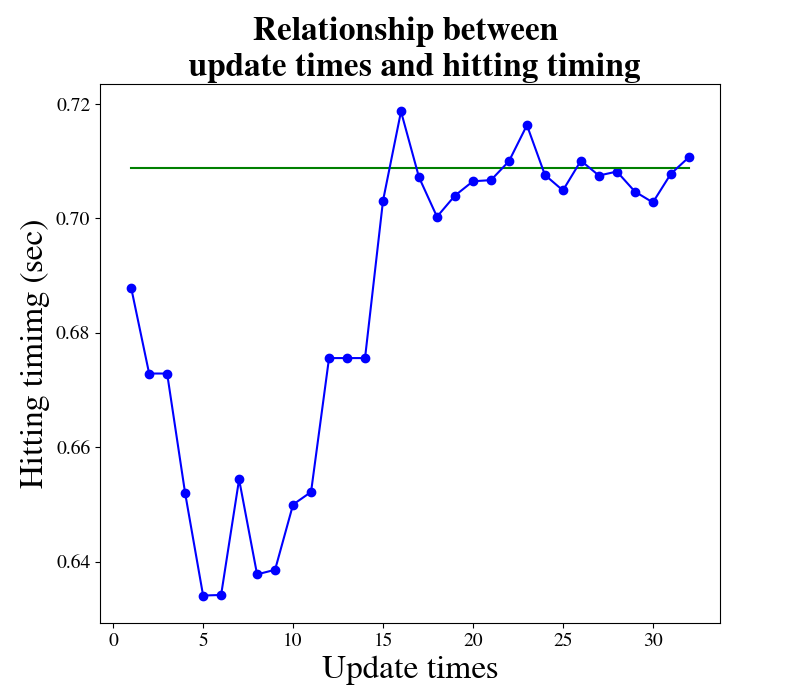 Relationship between
update times and hitting timing
0.72
0.70
0.68
0.66
0.64
Hitting timimg (sec)
0 5 10 15 20 25 30
Update times